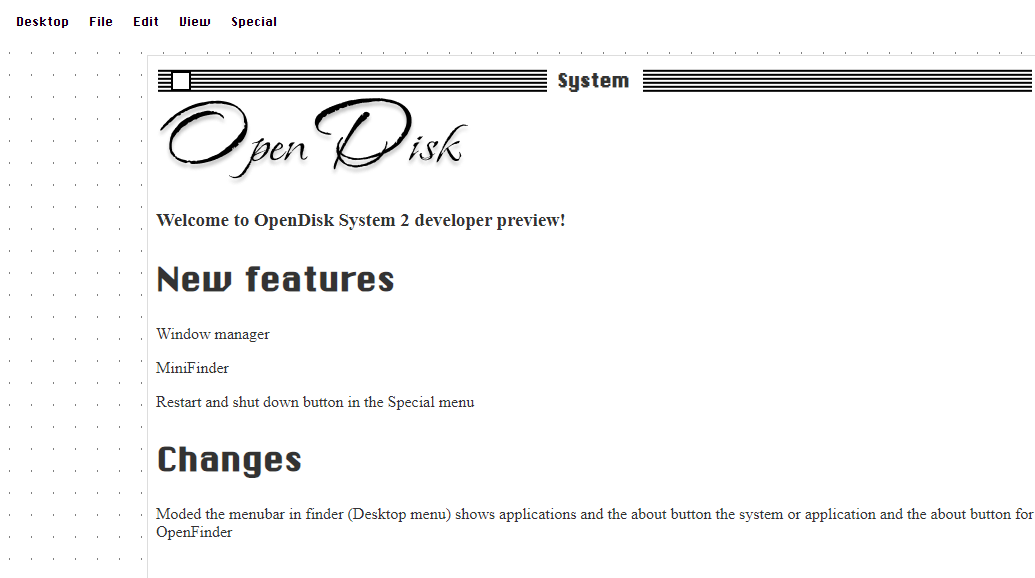 Desktop File Edit View Special
System
Open Disk
Welcome to OpenDisk System 2 developer preview!
New features
Window manager
MiniFinder
Restart and shut down button in the Special menu
Changes
Moded the menubar in finder (Desktop menu) shows applications and the about button the system or application and the about button for
OpenFinder